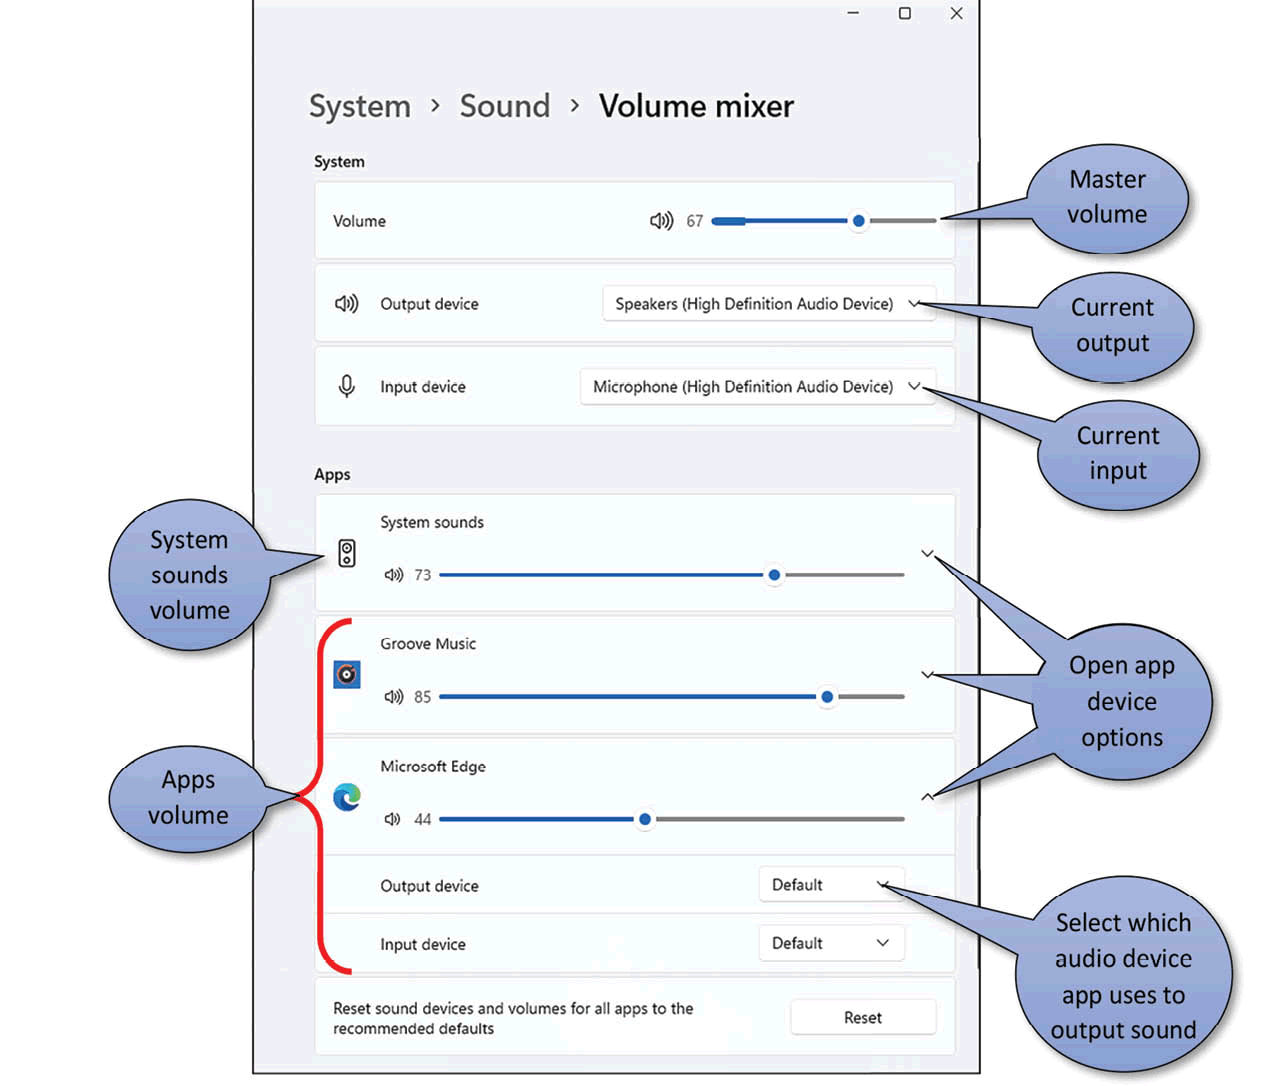 System > Sound > Volume mixer
System
Volume 67
Master
volume
Output device Speakers (High Definition Audio Device)
Current
output
Input device Microphone (High Definition Audio Device)
Current
input
Apps
System sounds
73
System
sounds
volume
Groove Music
85
Open app
device
options
Microsoft Edge
44
Apps
volume
Output device Default
Input device Default
Select which
audio device
app uses to
output sound
Reset sound devices and volumes for all apps to the
recommended defaults
Reset